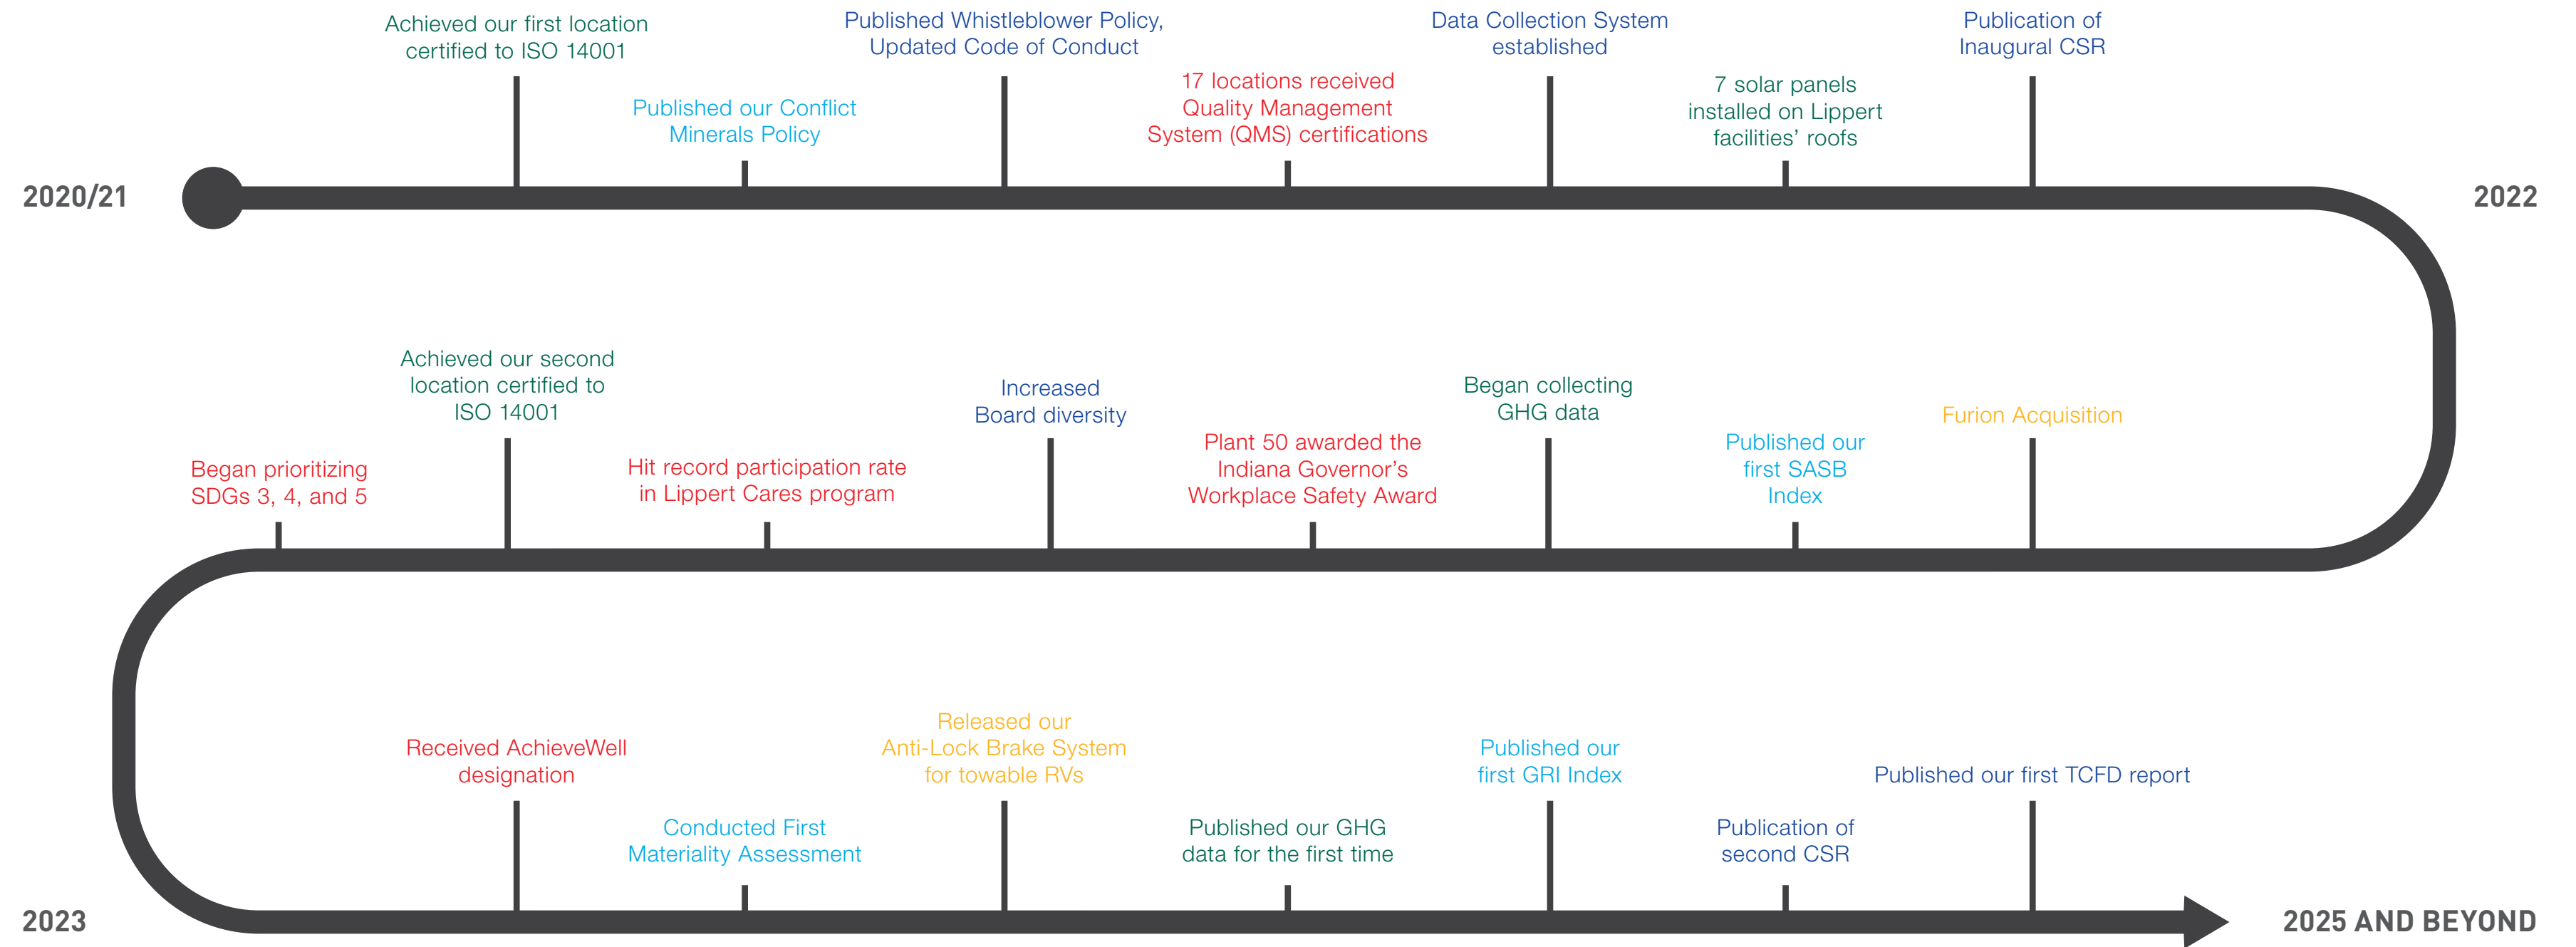 Achieved our first location
certified to ISO 14001
Published our Conflict
Minerals Policy
Published Whistleblower Policy,
Updated Code of Conduct
17 locations received
Quality Management
System (QMS) certifications
Data Collection System
established
7 solar panels
installed on Lippert
facilities’ roofs
Publication of
Inaugural CSR
2020/21
2022
Began prioritizing
SDGs 3, 4, and 5
Achieved our second
location certified to
ISO 14001
Hit record participation rate
in Lippert Cares program
Increased
Board diversity
Plant 50 awarded the
Indiana Governor’s
Workplace Safety Award
Began collecting
GHG data
Published our
first SASB
Index
Furion Acquisition
Received AchieveWell
designation
Conducted First
Materiality Assessment
Released our
Anti-Lock Brake System
for towable RVs
Published our GHG
data for the first time
Published our
first GRI Index
Publication of
second CSR
Published our first TCFD report
2023
2025 AND BEYOND